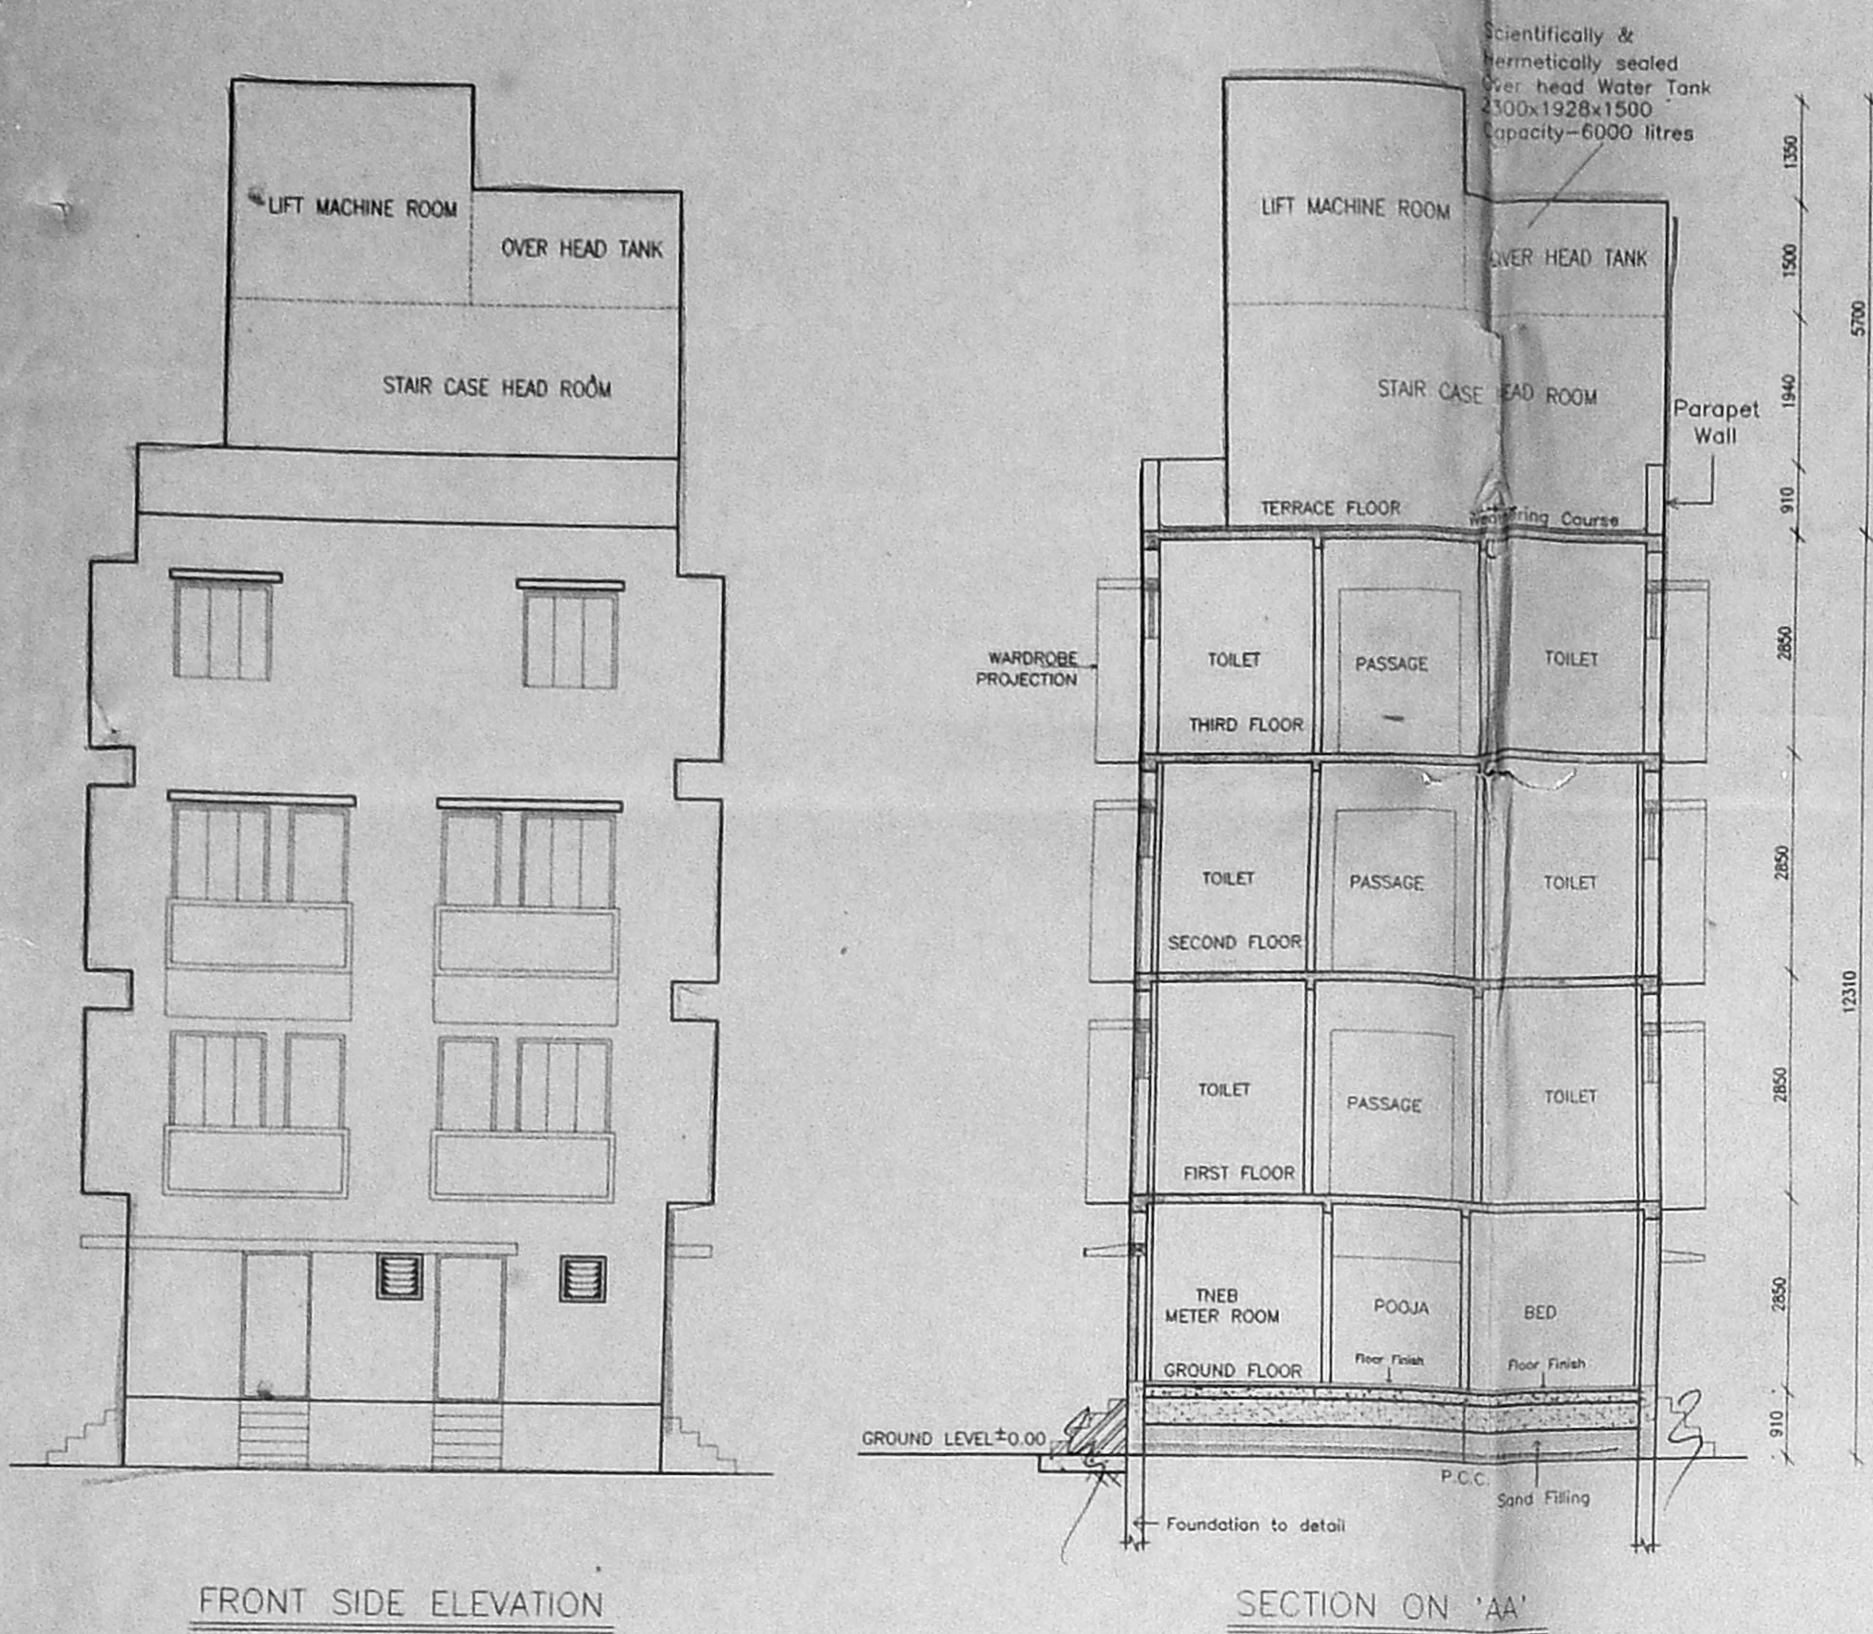 Scientifically &
Hermetically sealed
Over head Water Tank
2300x1928x1500
Capacity-6000 litres
LIFT MACHINE ROOM
OVER HEAD TANK
STAIR CASE HEAD ROOM
LIFT MACHINE ROOM
OVER HEAD TANK
STAIR CASE HEAD ROOM
Parapet
Wall
TERRACE FLOOR
Weathering Course
WARDROBE
PROJECTION
TOILET
PASSAGE
TOILET
THIRD FLOOR
TOILET
PASSAGE
TOILET
SECOND FLOOR
TOILET
PASSAGE
TOILET
FIRST FLOOR
TNEB
METER ROOM
POOJA
BED
GROUND FLOOR
Floor Finish
Floor Finish
GROUND LEVEL±0.00
P.C.C.
Sand Filling
Foundation to detail
1350
1500
1940
910
2850
2850
2850
2850
910
5700
12310
FRONT SIDE ELEVATION
SECTION ON 'AA'